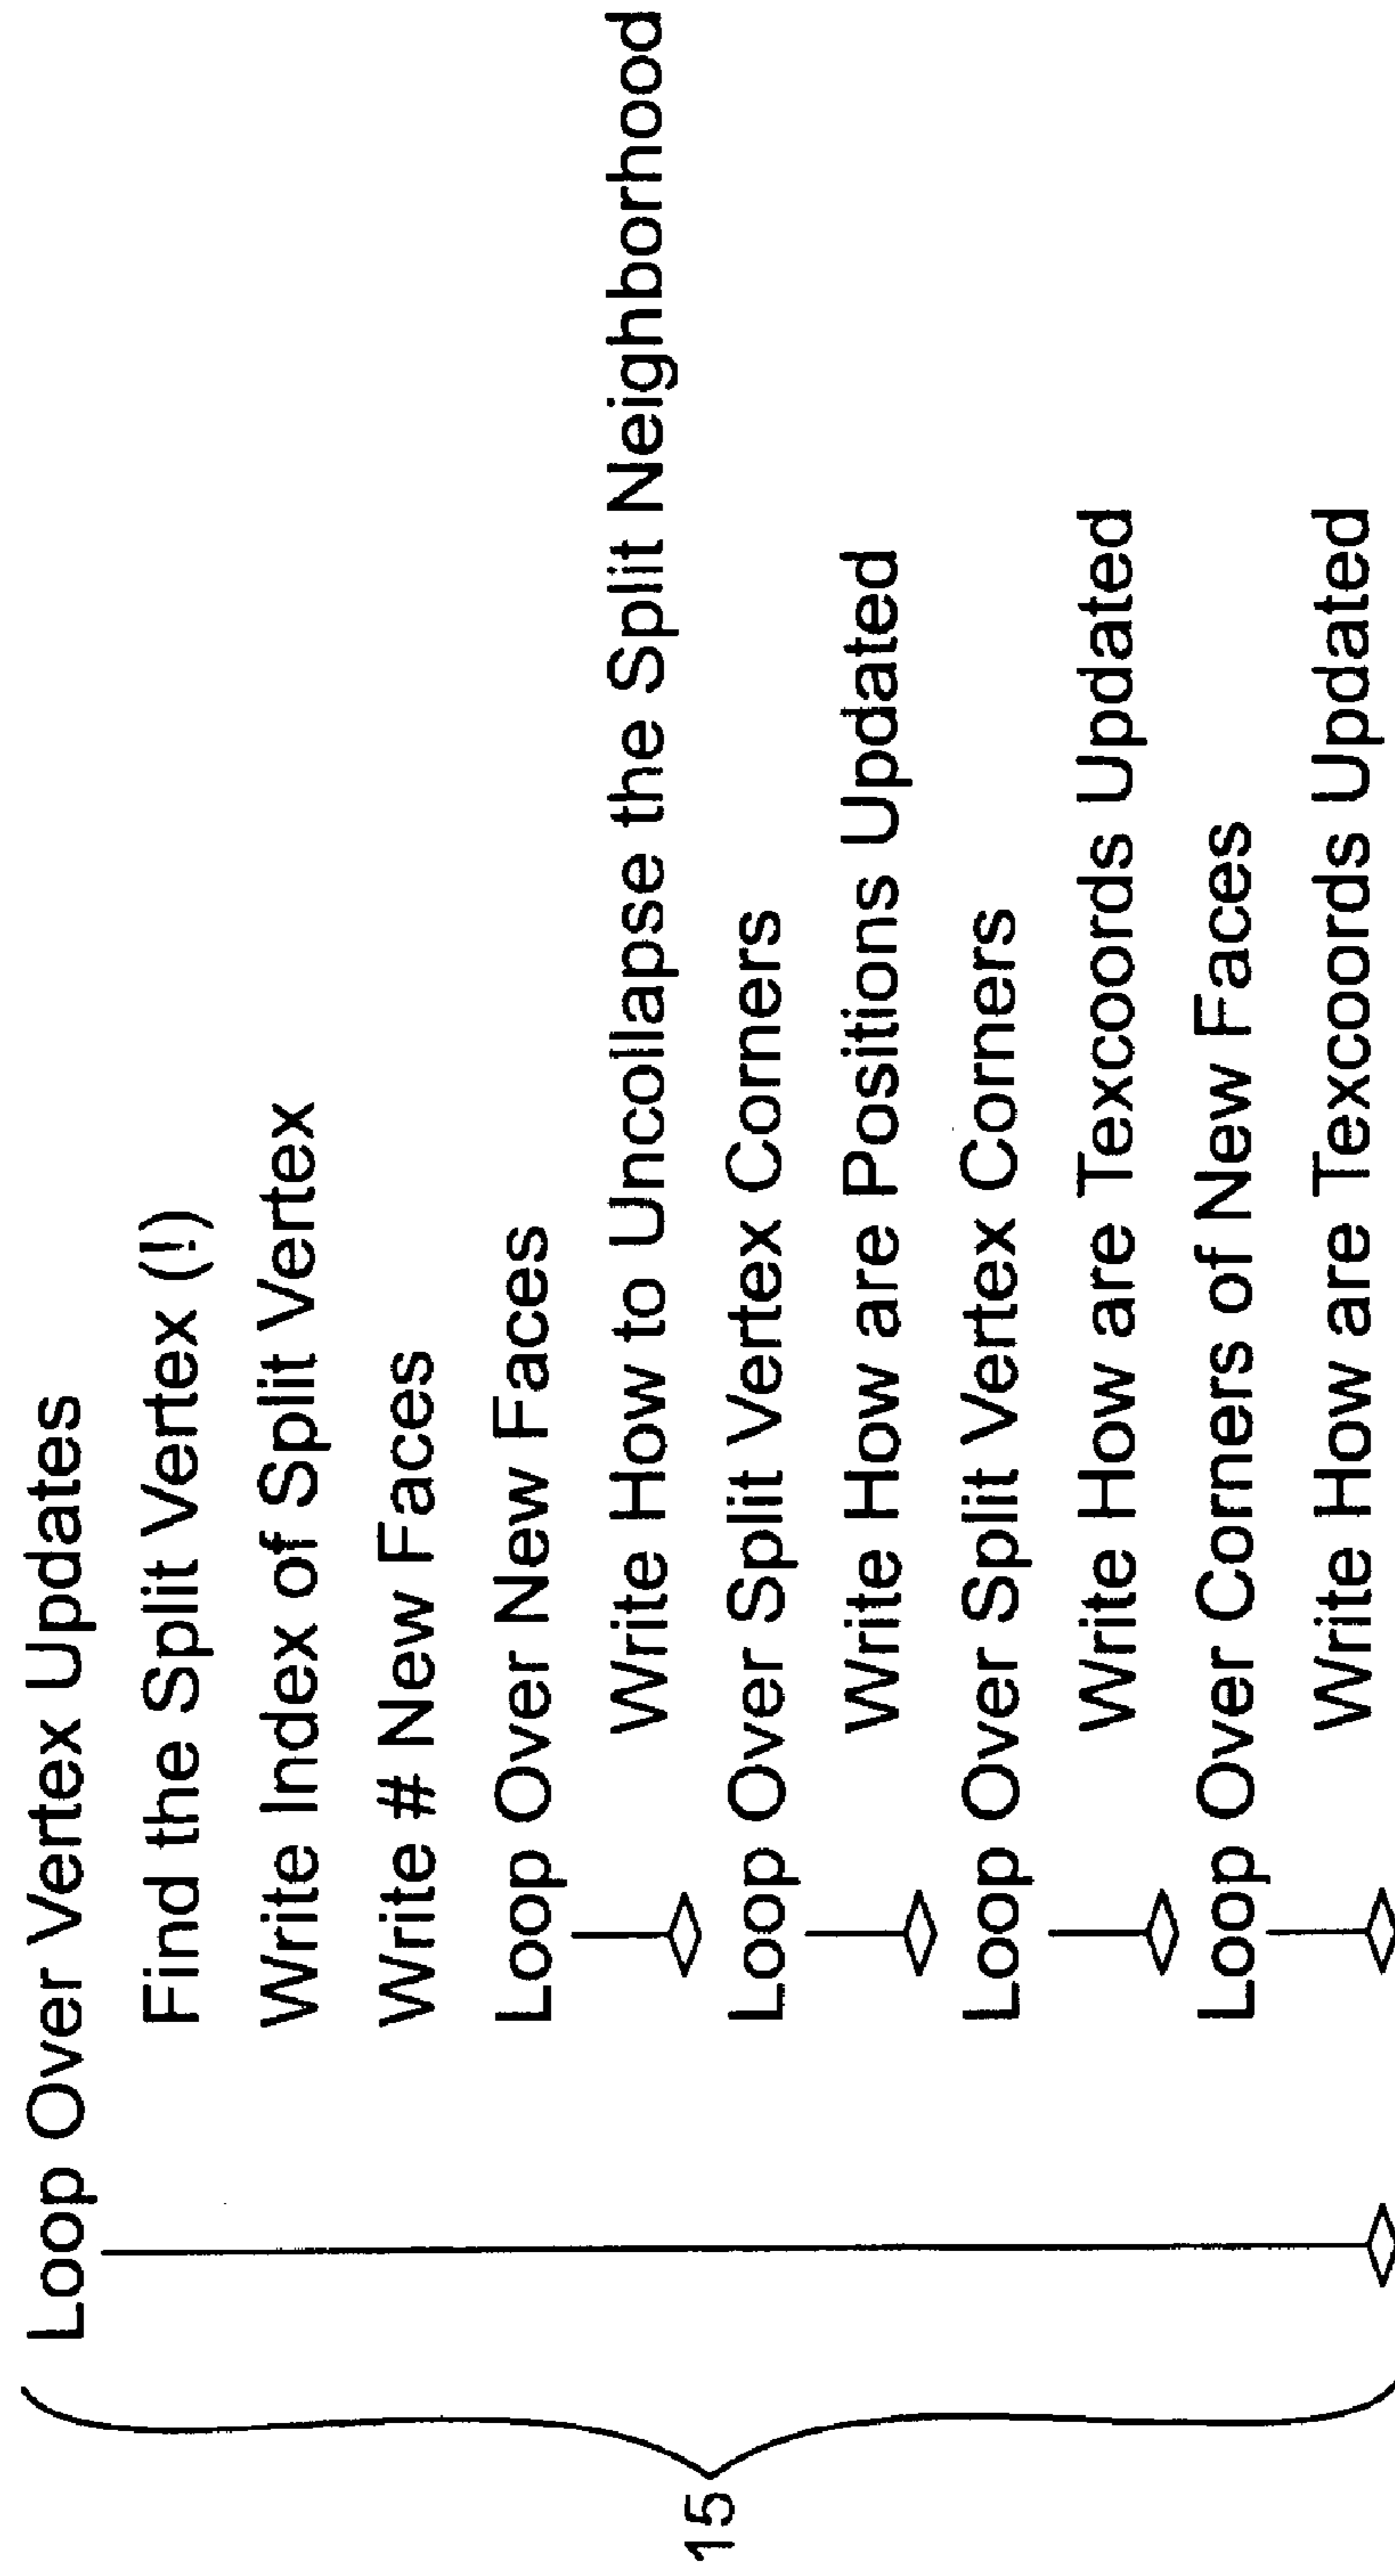 Loop Over Vertex Updates
Find the Split Vertex (!)
Write Index of Split Vertex
Write # New Faces
Loop Over New Faces
Write How to Uncollapse the Split Neighborhood
15
Loop Over Split Vertex Corners
Write How are Positions Updated
Loop Over Split Vertex Corners
Write How are Texcoords Updated
Loop Over Corners of New Faces
Write How are Texcoords Updated